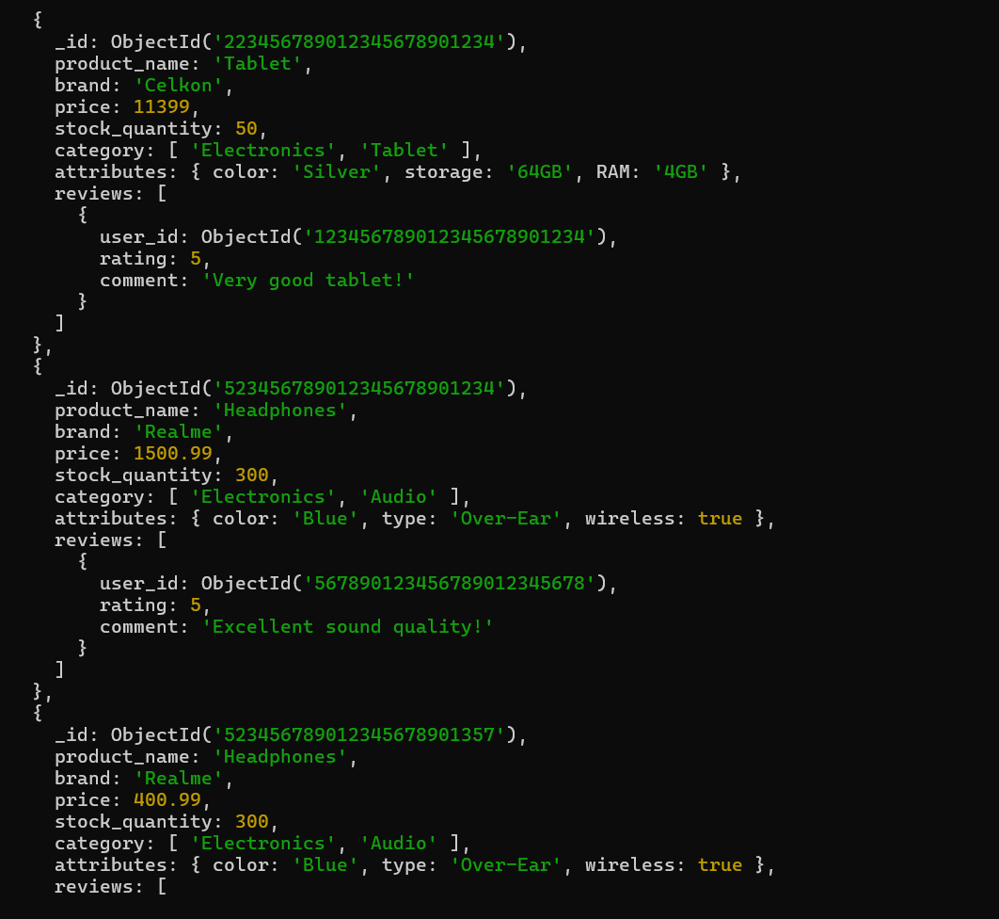 {
_id: ObjectId('223456789012345678901234'),
product_name: 'Tablet',
brand: 'Celkon',
price: 11399,
stock_quantity: 50,
category: [ 'Electronics', 'Tablet' ],
attributes: { color: 'Silver', storage: '64GB', RAM: '4GB' },
reviews: [
{
user_id: ObjectId('123456789012345678901234'),
rating: 5,
comment: 'Very good tablet!'
}
]
},
{
_id: ObjectId('523456789012345678901234'),
product_name: 'Headphones',
brand: 'Realme',
price: 1500.99,
stock_quantity: 300,
category: [ 'Electronics', 'Audio' ],
attributes: { color: 'Blue', type: 'Over-Ear', wireless: true },
reviews: [
{
user_id: ObjectId('567890123456789012345678'),
rating: 5,
comment: 'Excellent sound quality!'
}
]
},
{
_id: ObjectId('523456789012345678901357'),
product_name: 'Headphones',
brand: 'Realme',
price: 400.99,
stock_quantity: 300,
category: [ 'Electronics', 'Audio' ],
attributes: { color: 'Blue', type: 'Over-Ear', wireless: true },
reviews: [